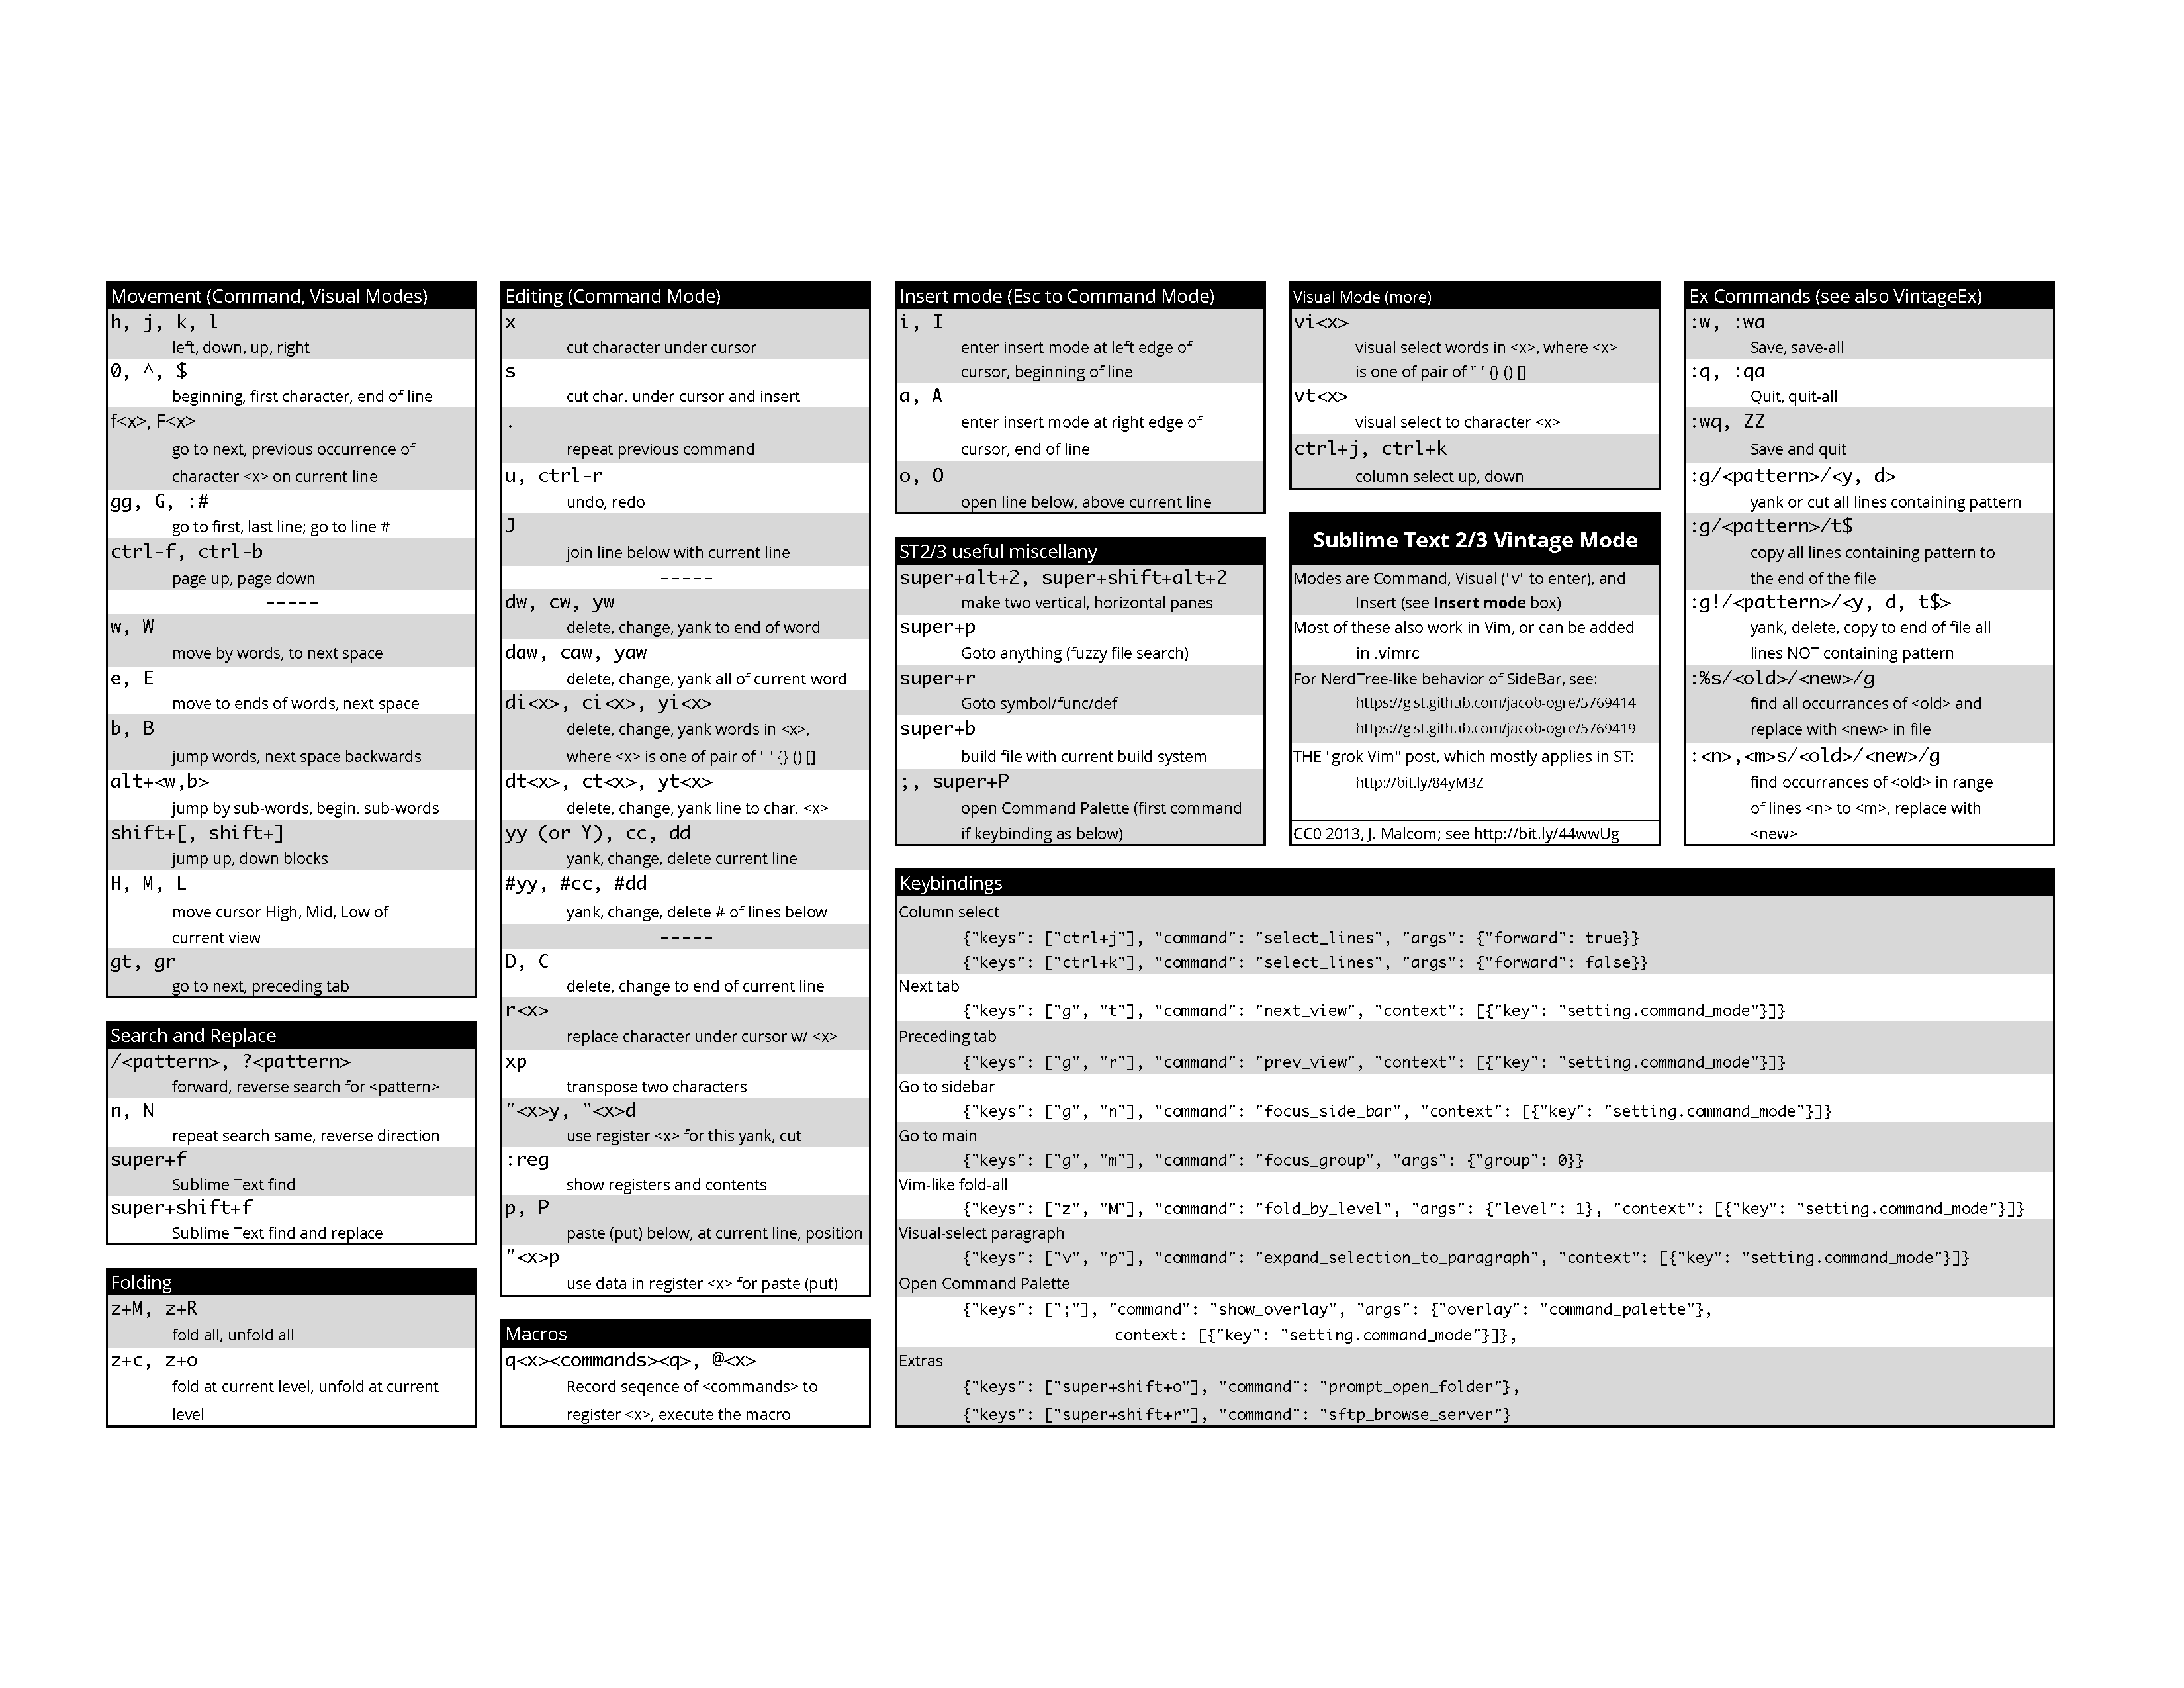 Movement (Command, Visual Modes)
h, j, k, l
left, down, up, right
0, ^, $
beginning, first character, end of line
f<x>, F<x>
go to next, previous occurrence of
character <x> on current line
gg, G, :#
go to first, last line; go to line #
ctrl-f, ctrl-b
page up, page down
-----
w, W
move by words, to next space
e, E
move to ends of words, next space
b, B
jump words, next space backwards
alt+<w,b>
jump by sub-words, begin. sub-words
shift+[, shift+]
jump up, down blocks
H, M, L
move cursor High, Mid, Low of
current view
gt, gr
go to next, preceding tab
Search and Replace
/<pattern>, ?<pattern>
forward, reverse search for <pattern>
n, N
repeat search same, reverse direction
super+f
Sublime Text find
super+shift+f
Sublime Text find and replace
Folding
z+M, z+R
fold all, unfold all
z+c, z+o
fold at current level, unfold at current
level
Editing (Command Mode)
x
cut character under cursor
s
cut char. under cursor and insert
.
repeat previous command
u, ctrl-r
undo, redo
J
join line below with current line
-----
dw, cw, yw
delete, change, yank to end of word
daw, caw, yaw
delete, change, yank all of current word
di<x>, ci<x>, yi<x>
delete, change, yank words in <x>,
where <x> is one of pair of " ' {} () []
dt<x>, ct<x>, yt<x>
delete, change, yank line to char. <x>
yy (or Y), cc, dd
yank, change, delete current line
#yy, #cc, #dd
yank, change, delete # of lines below
-----
D, C
delete, change to end of current line
r<x>
replace character under cursor w/ <x>
xp
transpose two characters
"<x>y, "<x>d
use register <x> for this yank, cut
:reg
show registers and contents
p, P
paste (put) below, at current line, position
"<x>p
use data in register <x> for paste (put)
Macros
q<x><commands><q>, @<x>
Record seqence of <commands> to
register <x>, execute the macro
Insert mode (Esc to Command Mode)
i, I
enter insert mode at left edge of
cursor, beginning of line
a, A
enter insert mode at right edge of
cursor, end of line
o, O
open line below, above current line
ST2/3 useful miscellany
super+alt+2, super+shift+alt+2
make two vertical, horizontal panes
super+p
Goto anything (fuzzy file search)
super+r
Goto symbol/func/def
super+b
build file with current build system
;, super+P
open Command Palette (first command
if keybinding as below)
Visual Mode (more)
vi<x>
visual select words in <x>, where <x>
is one of pair of " ' {} () []
vt<x>
visual select to character <x>
ctrl+j, ctrl+k
column select up, down
Sublime Text 2/3 Vintage Mode
Modes are Command, Visual ("v" to enter), and
Insert (see Insert mode box)
Most of these also work in Vim, or can be added
in .vimrc
For NerdTree-like behavior of SideBar, see:
https://gist.github.com/jacob-ogre/5769414
https://gist.github.com/jacob-ogre/5769419
THE "grok Vim" post, which mostly applies in ST:
http://bit.ly/84yM3Z
CC0 2013, J. Malcom; see http://bit.ly/44wwUg
Ex Commands (see also VintageEx)
:w, :wa
Save, save-all
:q, :qa
Quit, quit-all
:wq, ZZ
Save and quit
:g/<pattern>/<y, d>
yank or cut all lines containing pattern
:g/<pattern>/t$
copy all lines containing pattern to
the end of the file
:g!/<pattern>/<y, d, t$>
yank, delete, copy to end of file all
lines NOT containing pattern
:%s/<old>/<new>/g
find all occurrances of <old> and
replace with <new> in file
:<n>,<m>s/<old>/<new>/g
find occurrances of <old> in range
of lines <n> to <m>, replace with
<new>
Keybindings
Column select
{"keys": ["ctrl+j"], "command": "select_lines", "args": {"forward": true}}
{"keys": ["ctrl+k"], "command": "select_lines", "args": {"forward": false}}
Next tab
{"keys": ["g", "t"], "command": "next_view", "context": [{"key": "setting.command_mode"}]}
Preceding tab
{"keys": ["g", "r"], "command": "prev_view", "context": [{"key": "setting.command_mode"}]}
Go to sidebar
{"keys": ["g", "n"], "command": "focus_side_bar", "context": [{"key": "setting.command_mode"}]}
Go to main
{"keys": ["g", "m"], "command": "focus_group", "args": {"group": 0}}
Vim-like fold-all
{"keys": ["z", "M"], "command": "fold_by_level", "args": {"level": 1}, "context": [{"key": "setting.command_mode"}]}
Visual-select paragraph
{"keys": ["v", "p"], "command": "expand_selection_to_paragraph", "context": [{"key": "setting.command_mode"}]}
Open Command Palette
{"keys": [";"], "command": "show_overlay", "args": {"overlay": "command_palette"},
context: [{"key": "setting.command_mode"}]},
Extras
{"keys": ["super+shift+o"], "command": "prompt_open_folder"},
{"keys": ["super+shift+r"], "command": "sftp_browse_server"}